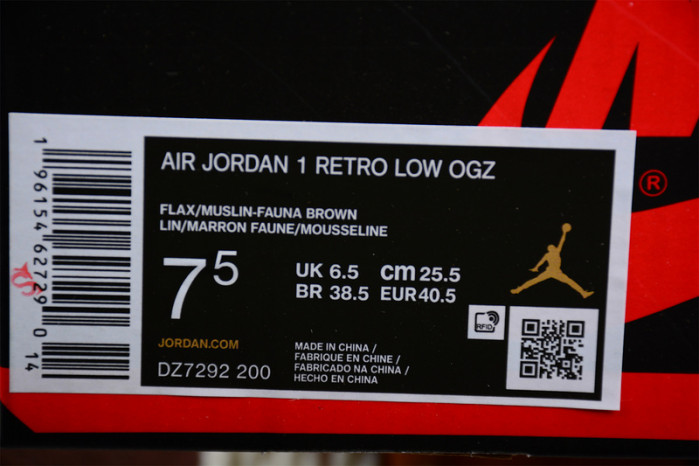 AIR JORDAN 1 RETRO LOW OGZ
FLAX/MUSLIN-FAUNA BROWN
LIN/MARRON FAUNE/MOUSSELINE
7 5
UK 6.5 cm 25.5
BR 38.5 EUR 40.5
RFID
JORDAN.COM
DZ7292 200
MADE IN CHINA /
FABRIQUE EN CHINE /
FABRICADO NA CHINA /
HECHO EN CHINA
1 96154 62729 0 14
®